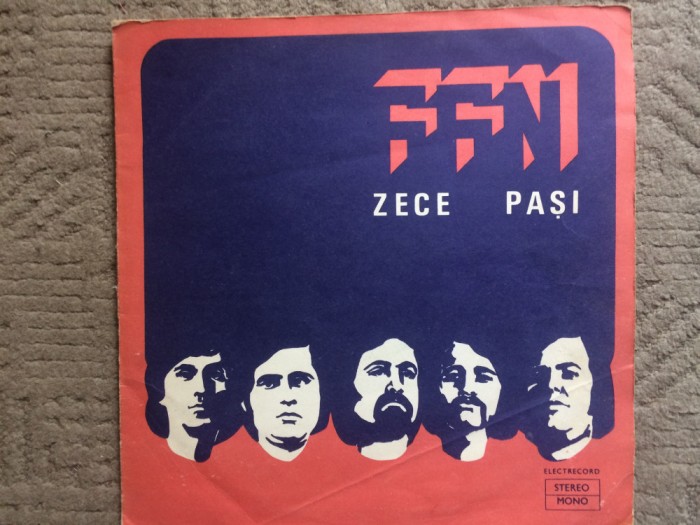 FFN
ZECE PAȘI
ELECTRECORD
STEREO
MONO